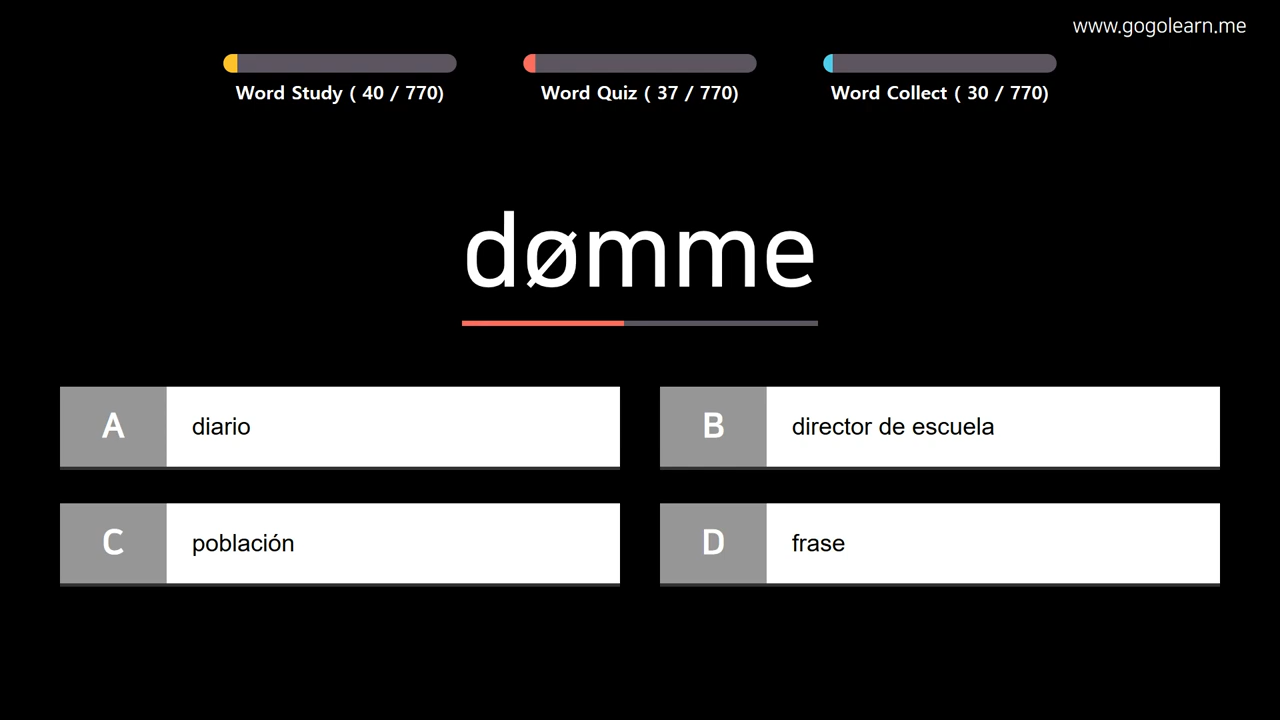 www.gogolearn.me
Word Study ( 40 / 770)
Word Quiz ( 37 / 770)
Word Collect ( 30 / 770)
dømme
A diario
B director de escuela
C población
D frase